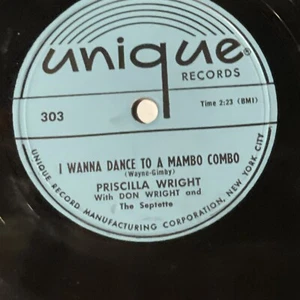 unique®
RECORDS
303
Time 2:23 (BMI)
I WANNA DANCE TO A MAMBO COMBO
(Wayne-Gimby)
PRISCILLA WRIGHT
With DON WRIGHT and
The Septette
UNIQUE RECORD MANUFACTURING CORPORATION, NEW YORK CITY